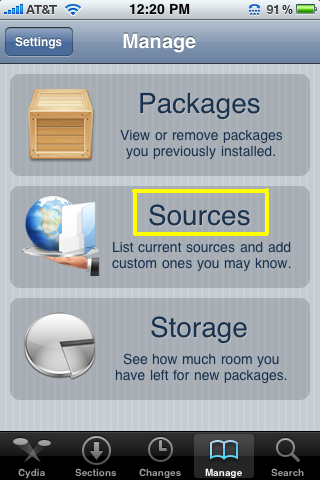 AT&T 12:20 PM 91 %
Settings Manage
Packages
View or remove packages
you previously installed.
Sources
List current sources and add
custom ones you may know.
Storage
See how much room you
have left for new packages.
Cydia Sections Changes Manage Search